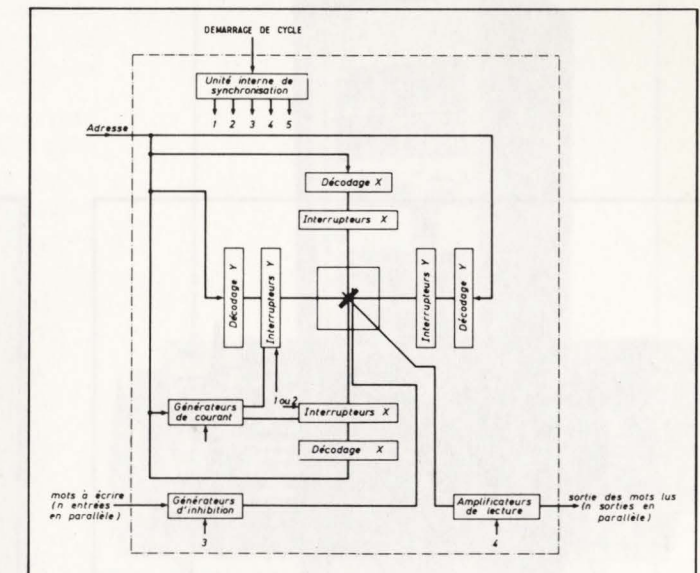 DEMARRAGE DE CYCLE
Unité interne de
synchronisation
1 2 3 4 5
Adresse
Décodage X
Interrupteurs X
Décodage Y
Interrupteurs Y
Interrupteurs Y
Décodage Y
1 ou 2
Générateurs
de courant
Interrupteurs X
Décodage X
mots à écrire
(n entrées
en parallèle)
Générateurs
d'inhibition
3
Amplificateurs
de lecture
4
sortie des mots lus
(n sorties en
parallèle)